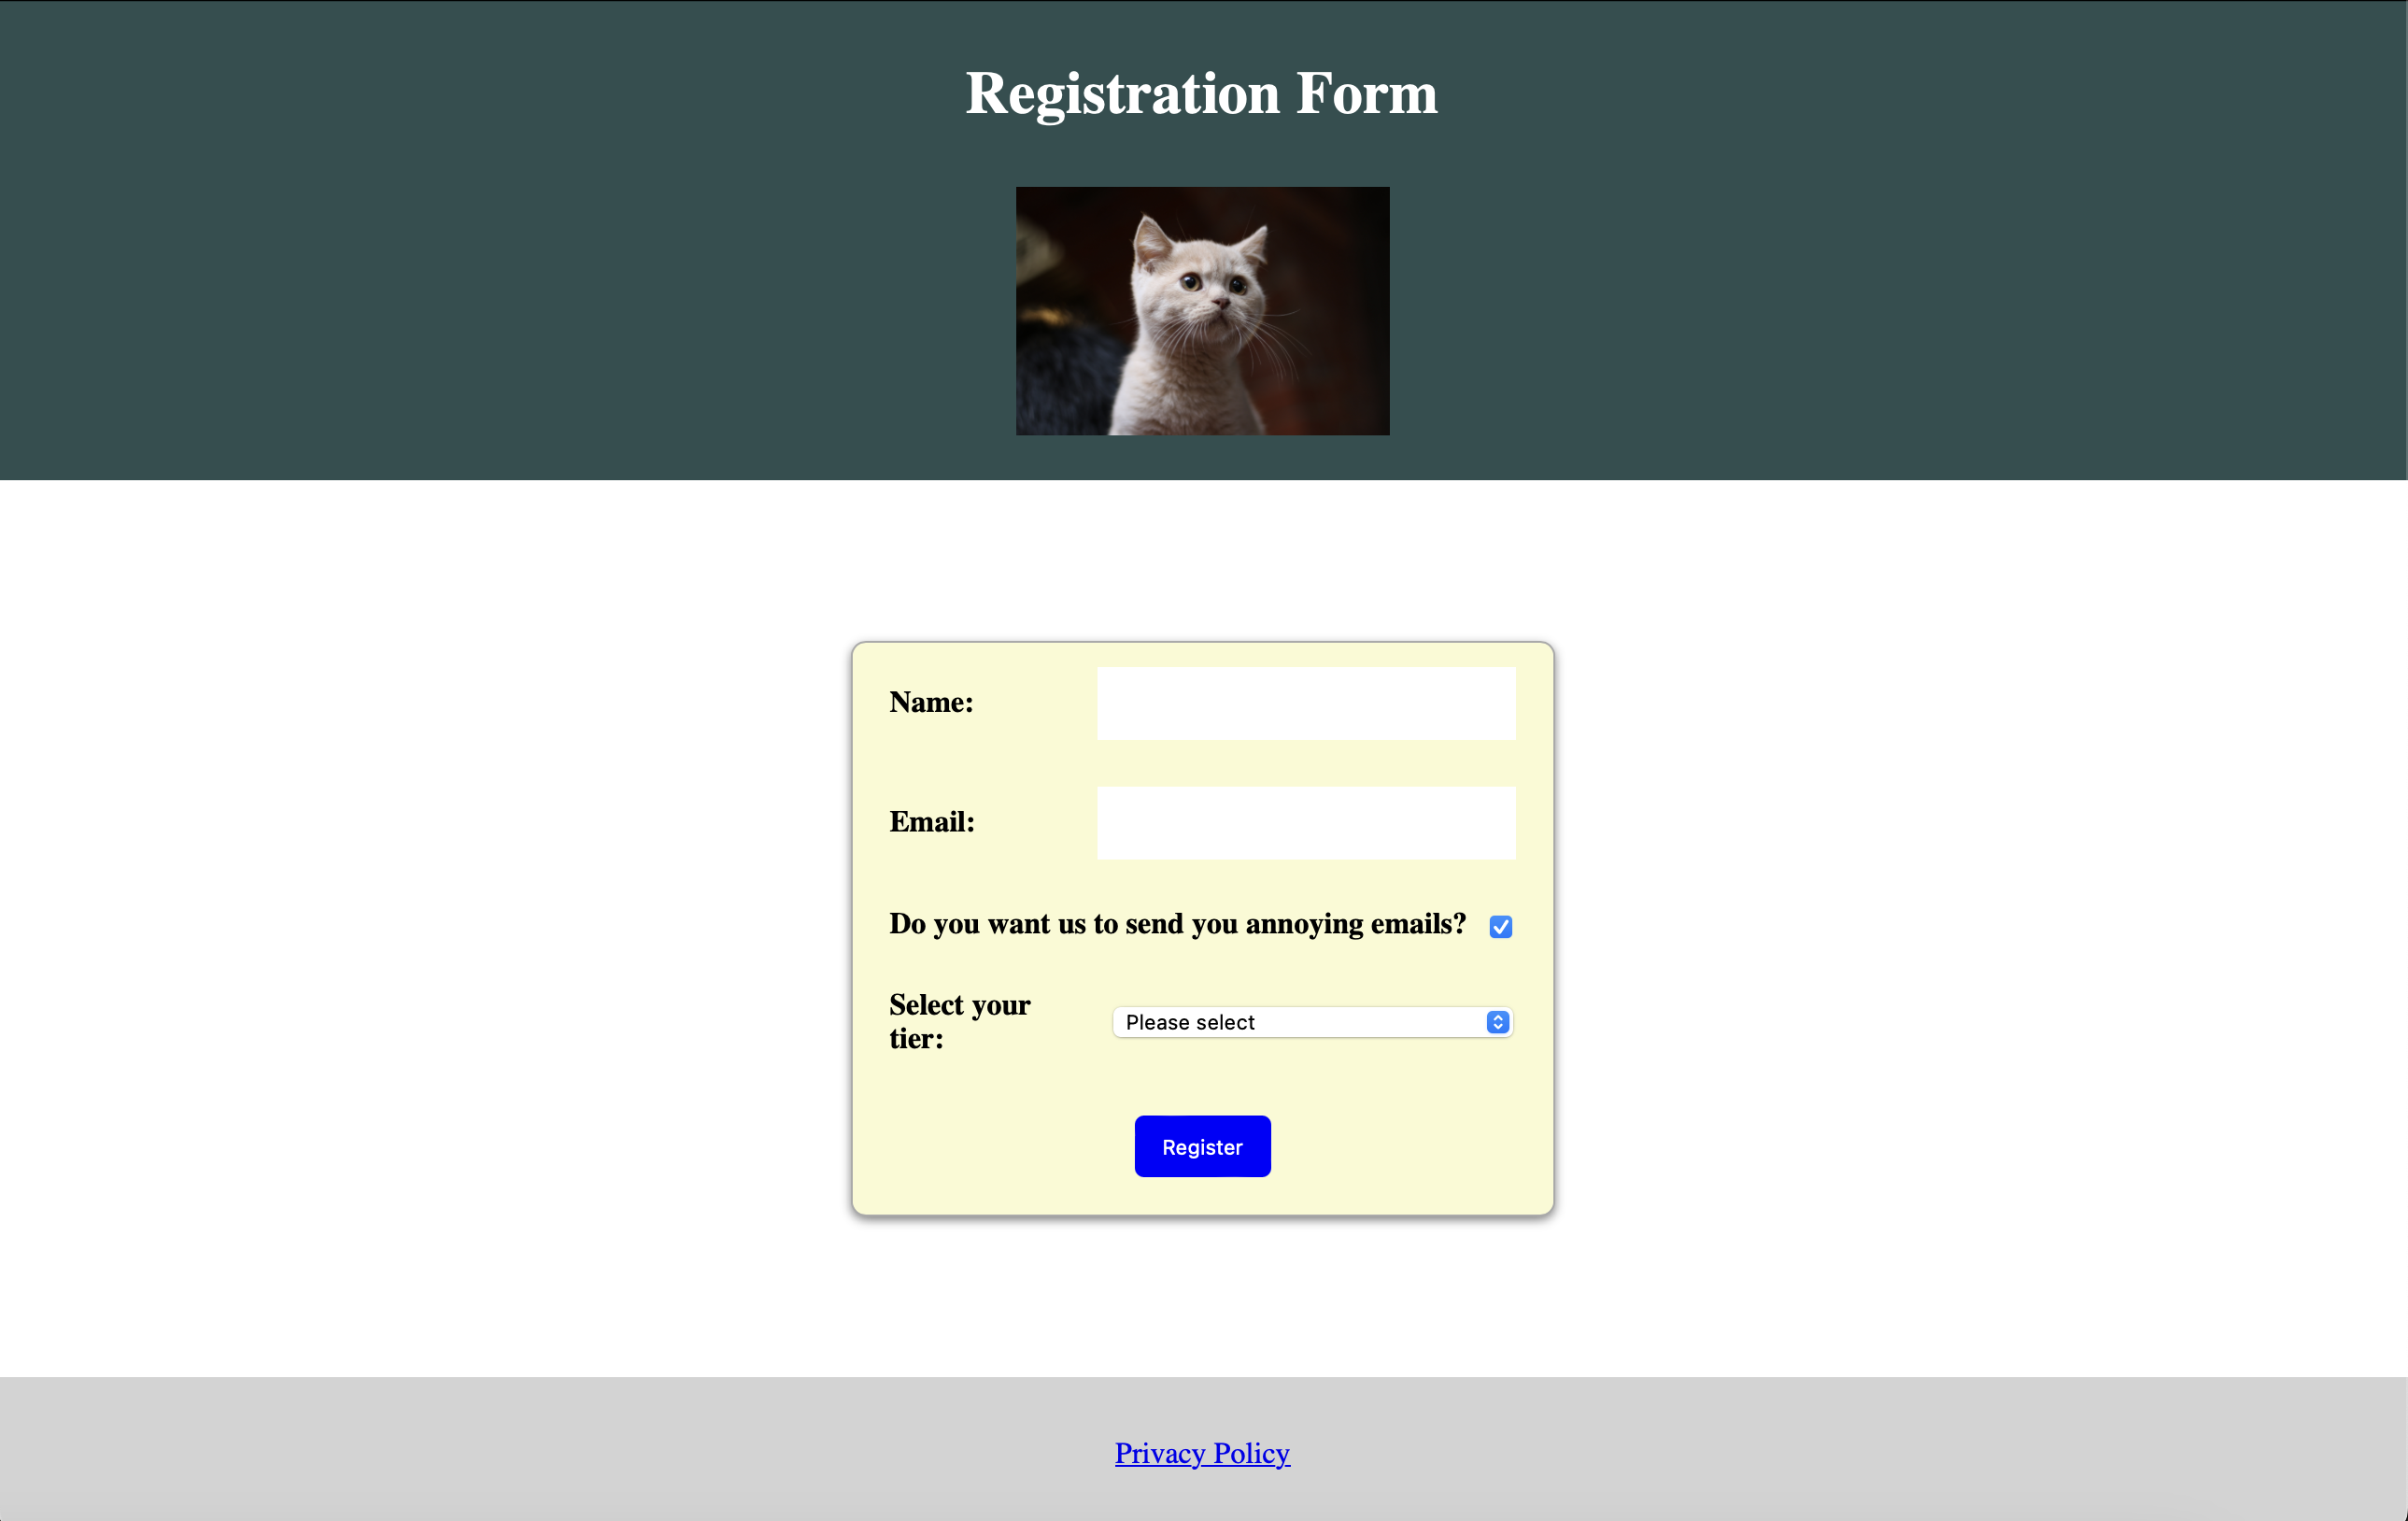 Registration Form
Name:
Email:
Do you want us to send you annoying emails?
Select your
tier:
Please select
Register
Privacy Policy